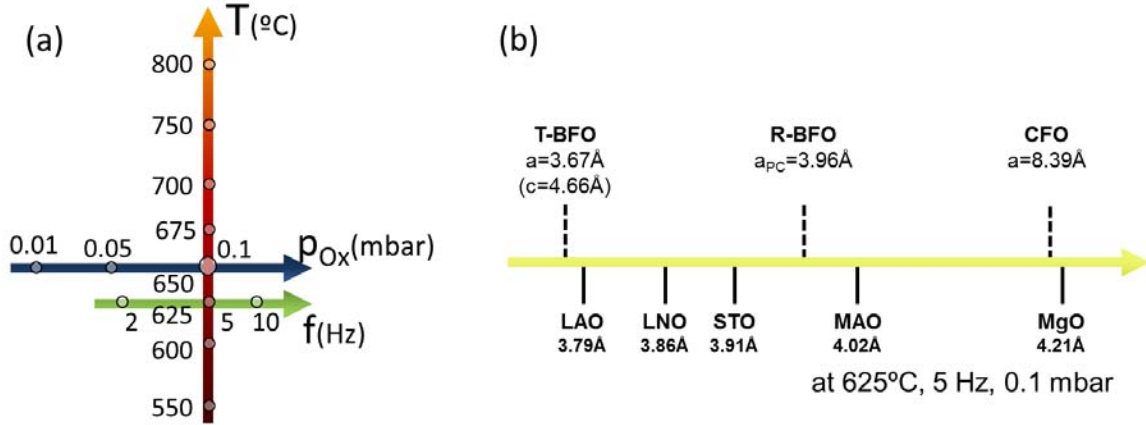 (a)
T(ºC)
800
750
700
675
0.01
0.05
0.1
pOx(mbar)
650
625
2
5
10
f(Hz)
600
550
(b)
T-BFO
a=3.67Å
(c=4.66Å)
R-BFO
aPC=3.96Å
CFO
a=8.39Å
LAO
3.79Å
LNO
3.86Å
STO
3.91Å
MAO
4.02Å
MgO
4.21Å
at 625ºC, 5 Hz, 0.1 mbar